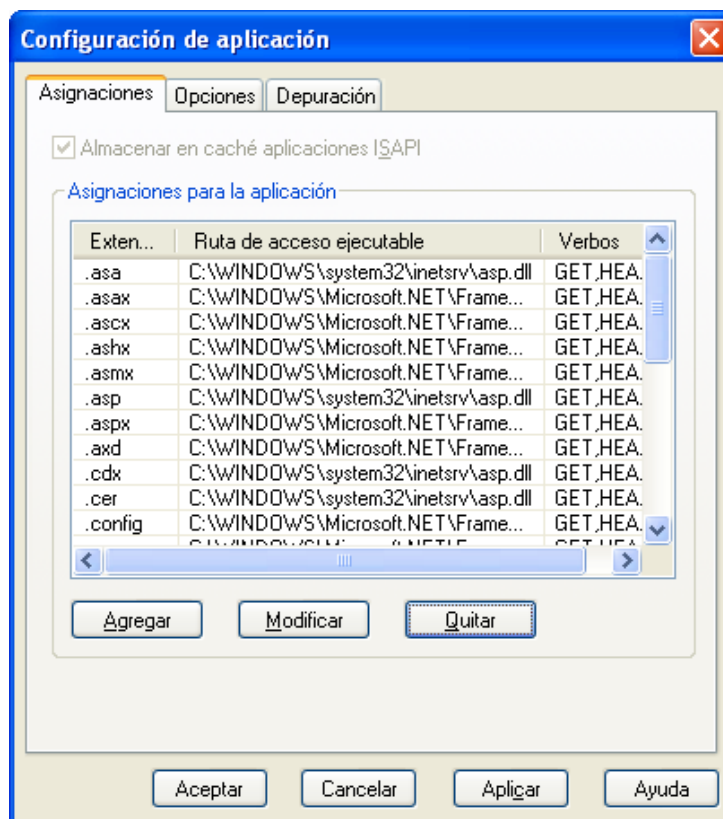 Configuración de aplicación
Asignaciones Opciones Depuración
Almacenar en caché aplicaciones ISAPI
Asignaciones para la aplicación
Exten... Ruta de acceso ejecutable Verbos
.asa C:\WINDOWS\system32\inetsrv\asp.dll GET,HEA.
.asax C:\WINDOWS\Microsoft.NET\Frame... GET,HEA.
.ascx C:\WINDOWS\Microsoft.NET\Frame... GET,HEA.
.ashx C:\WINDOWS\Microsoft.NET\Frame... GET,HEA.
.asmx C:\WINDOWS\Microsoft.NET\Frame... GET,HEA.
.asp C:\WINDOWS\system32\inetsrv\asp.dll GET,HEA.
.aspx C:\WINDOWS\Microsoft.NET\Frame... GET,HEA.
.axd C:\WINDOWS\Microsoft.NET\Frame... GET,HEA.
.cdx C:\WINDOWS\system32\inetsrv\asp.dll GET,HEA.
.cer C:\WINDOWS\system32\inetsrv\asp.dll GET,HEA.
.config C:\WINDOWS\Microsoft.NET\Frame... GET,HEA.
Agregar Modificar Quitar
Aceptar Cancelar Aplicar Ayuda